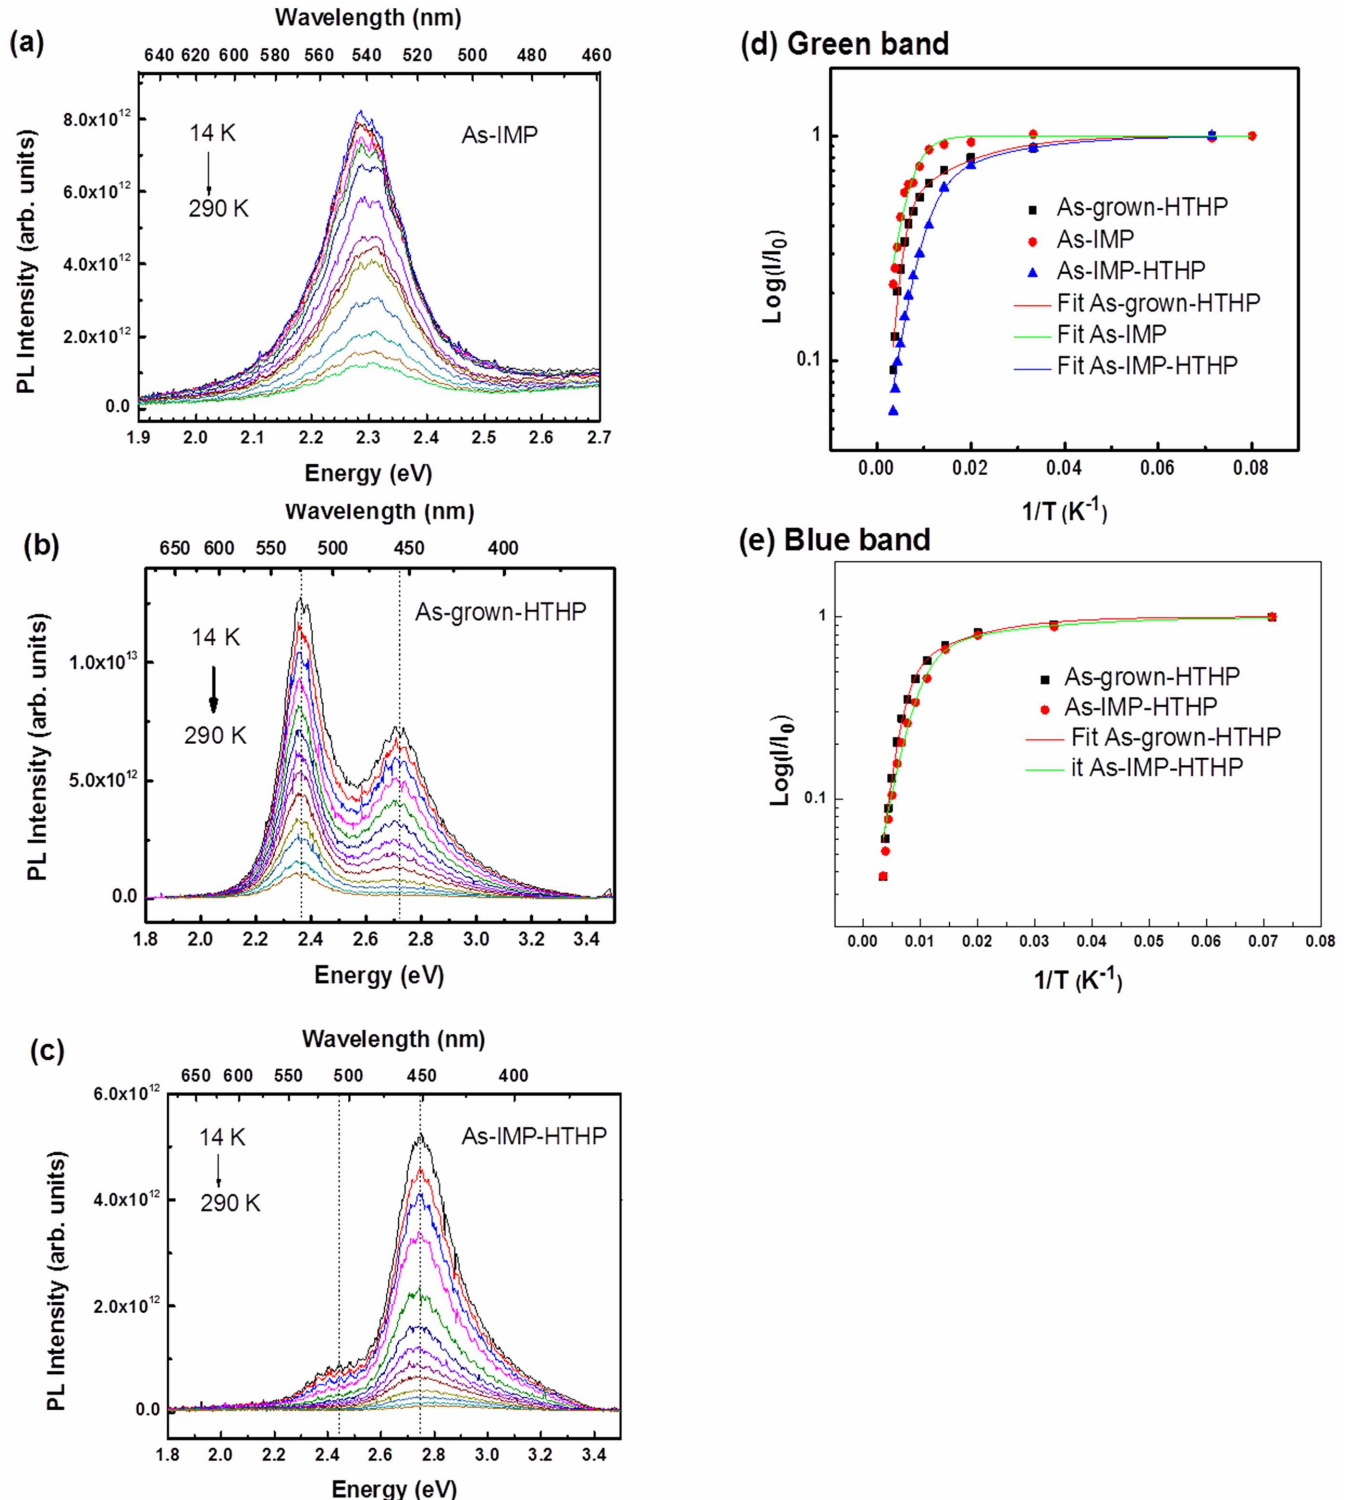 (a)
Wavelength (nm)
640 620 600 580 560 540 520 500 480 460
8.0x10¹²
6.0x10¹²
4.0x10¹²
2.0x10¹²
0.0
PL Intensity (arb. units)
14 K
290 K
As-IMP
1.9 2.0 2.1 2.2 2.3 2.4 2.5 2.6 2.7
Energy (eV)
(b)
Wavelength (nm)
650 600 550 500 450 400
1.0x10¹³
5.0x10¹²
0.0
PL Intensity (arb. units)
14 K
290 K
As-grown-HTHP
1.8 2.0 2.2 2.4 2.6 2.8 3.0 3.2 3.4
Energy (eV)
(c)
Wavelength (nm)
650 600 550 500 450 400
6.0x10¹²
4.0x10¹²
2.0x10¹²
0.0
PL Intensity (arb. units)
14 K
290 K
As-IMP-HTHP
1.8 2.0 2.2 2.4 2.6 2.8 3.0 3.2 3.4
Energy (eV)
(d) Green band
1
0.1
Log(I/I₀)
As-grown-HTHP
As-IMP
As-IMP-HTHP
Fit As-grown-HTHP
Fit As-IMP
Fit As-IMP-HTHP
0.00 0.02 0.04 0.06 0.08
1/T (K⁻¹)
(e) Blue band
1
0.1
Log(I/I₀)
As-grown-HTHP
As-IMP-HTHP
Fit As-grown-HTHP
it As-IMP-HTHP
0.00 0.01 0.02 0.03 0.04 0.05 0.06 0.07 0.08
1/T (K⁻¹)